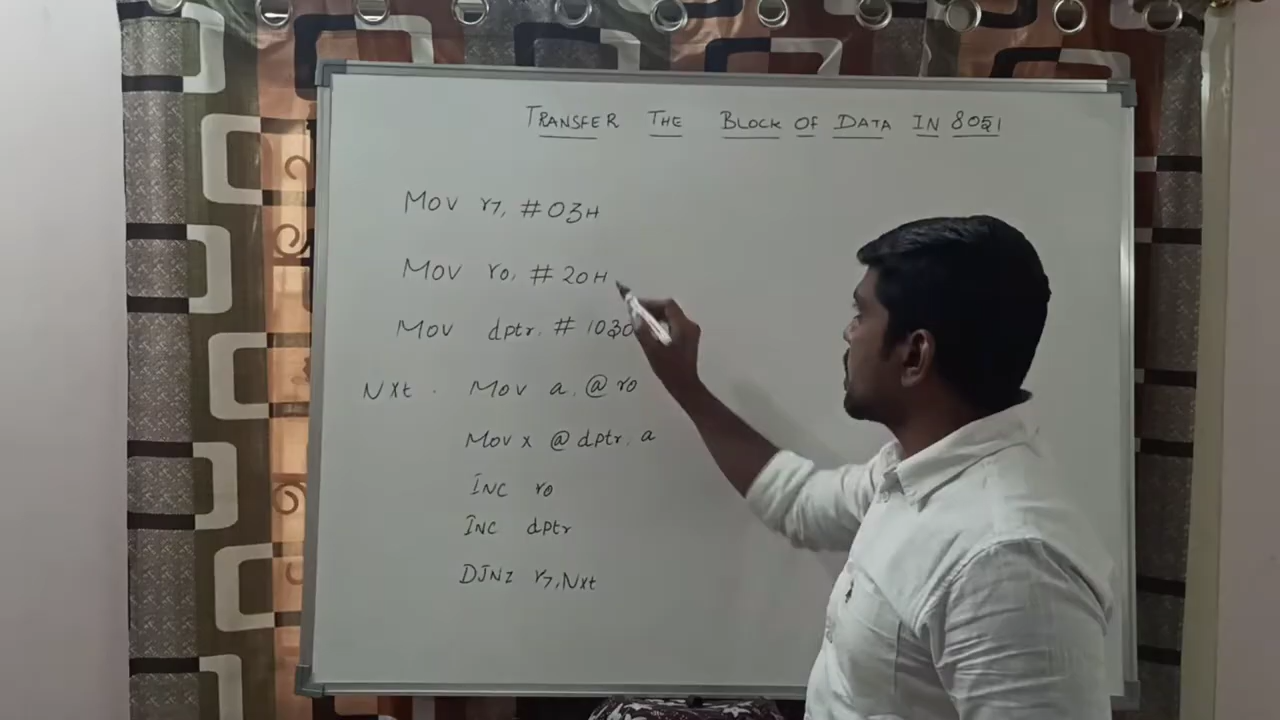 TRANSFER THE BLOCK OF DATA IN 8051
MOV r7, #03H
MOV r0, #20H
MOV dptr, #1030
Nxt. MOV a, @r0
MOVx @dptr, a
INC r0
INC dptr
DJNZ r7, Nxt